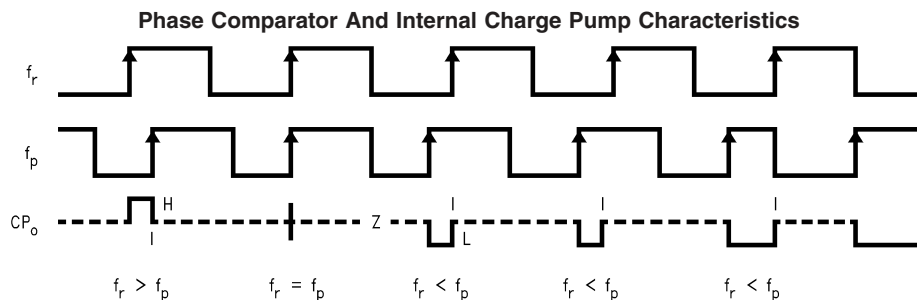 Phase Comparator And Internal Charge Pump Characteristics
fr
fp
CPo H Z I I I
I L
fr > fp fr = fp fr < fp fr < fp fr < fp